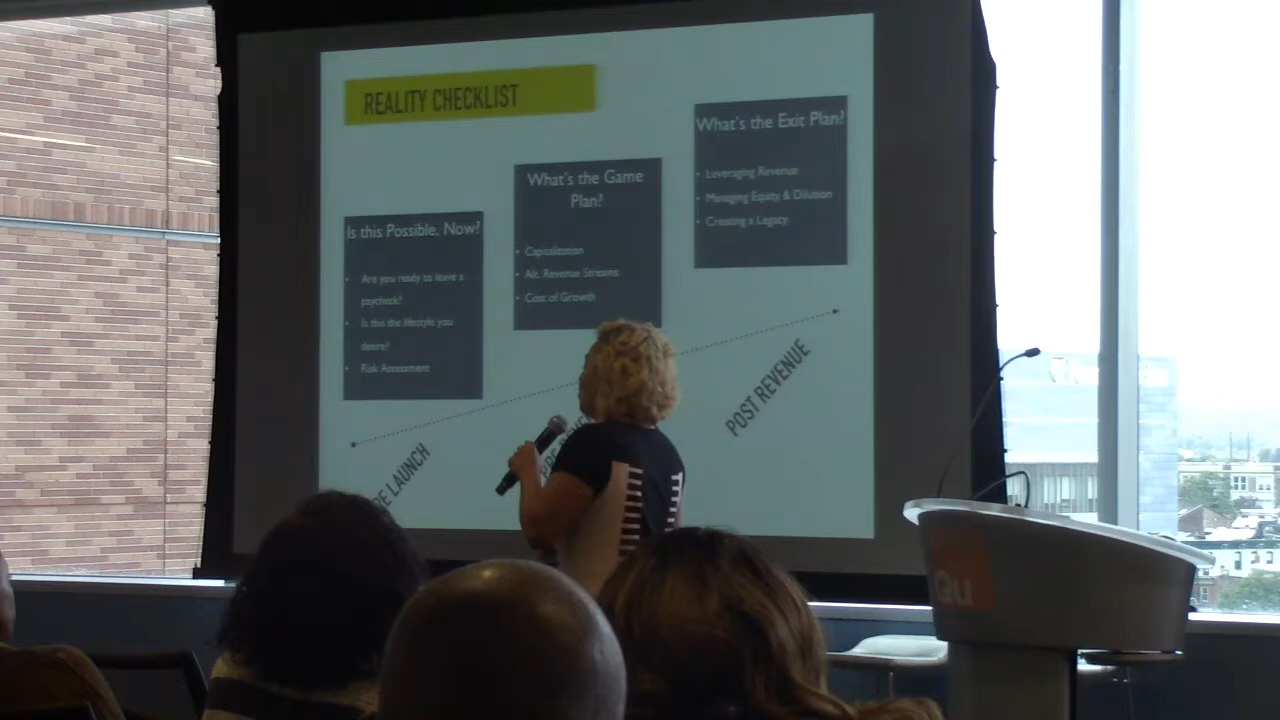 REALITY CHECKLIST
Is this Possible, Now?
• Are you ready to leave a
paycheck?
• Is this the lifestyle you
desire?
• Risk Assessment
What's the Game
Plan?
• Capitalization
• Alt. Revenue Streams
• Cost of Growth
What's the Exit Plan?
• Leveraging Revenue
• Managing Equity & Dilution
• Creating a Legacy
LAUNCH
POST REVENUE
Qu